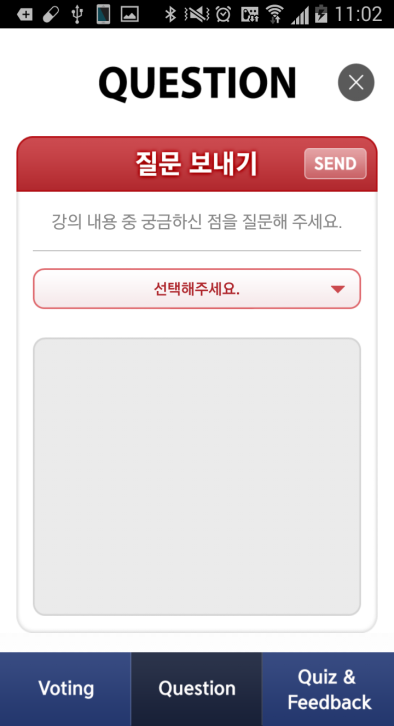 11:02
QUESTION
질문 보내기
SEND
강의 내용 중 궁금하신 점을 질문해 주세요.
선택해주세요.
Voting
Question
Quiz &
Feedback